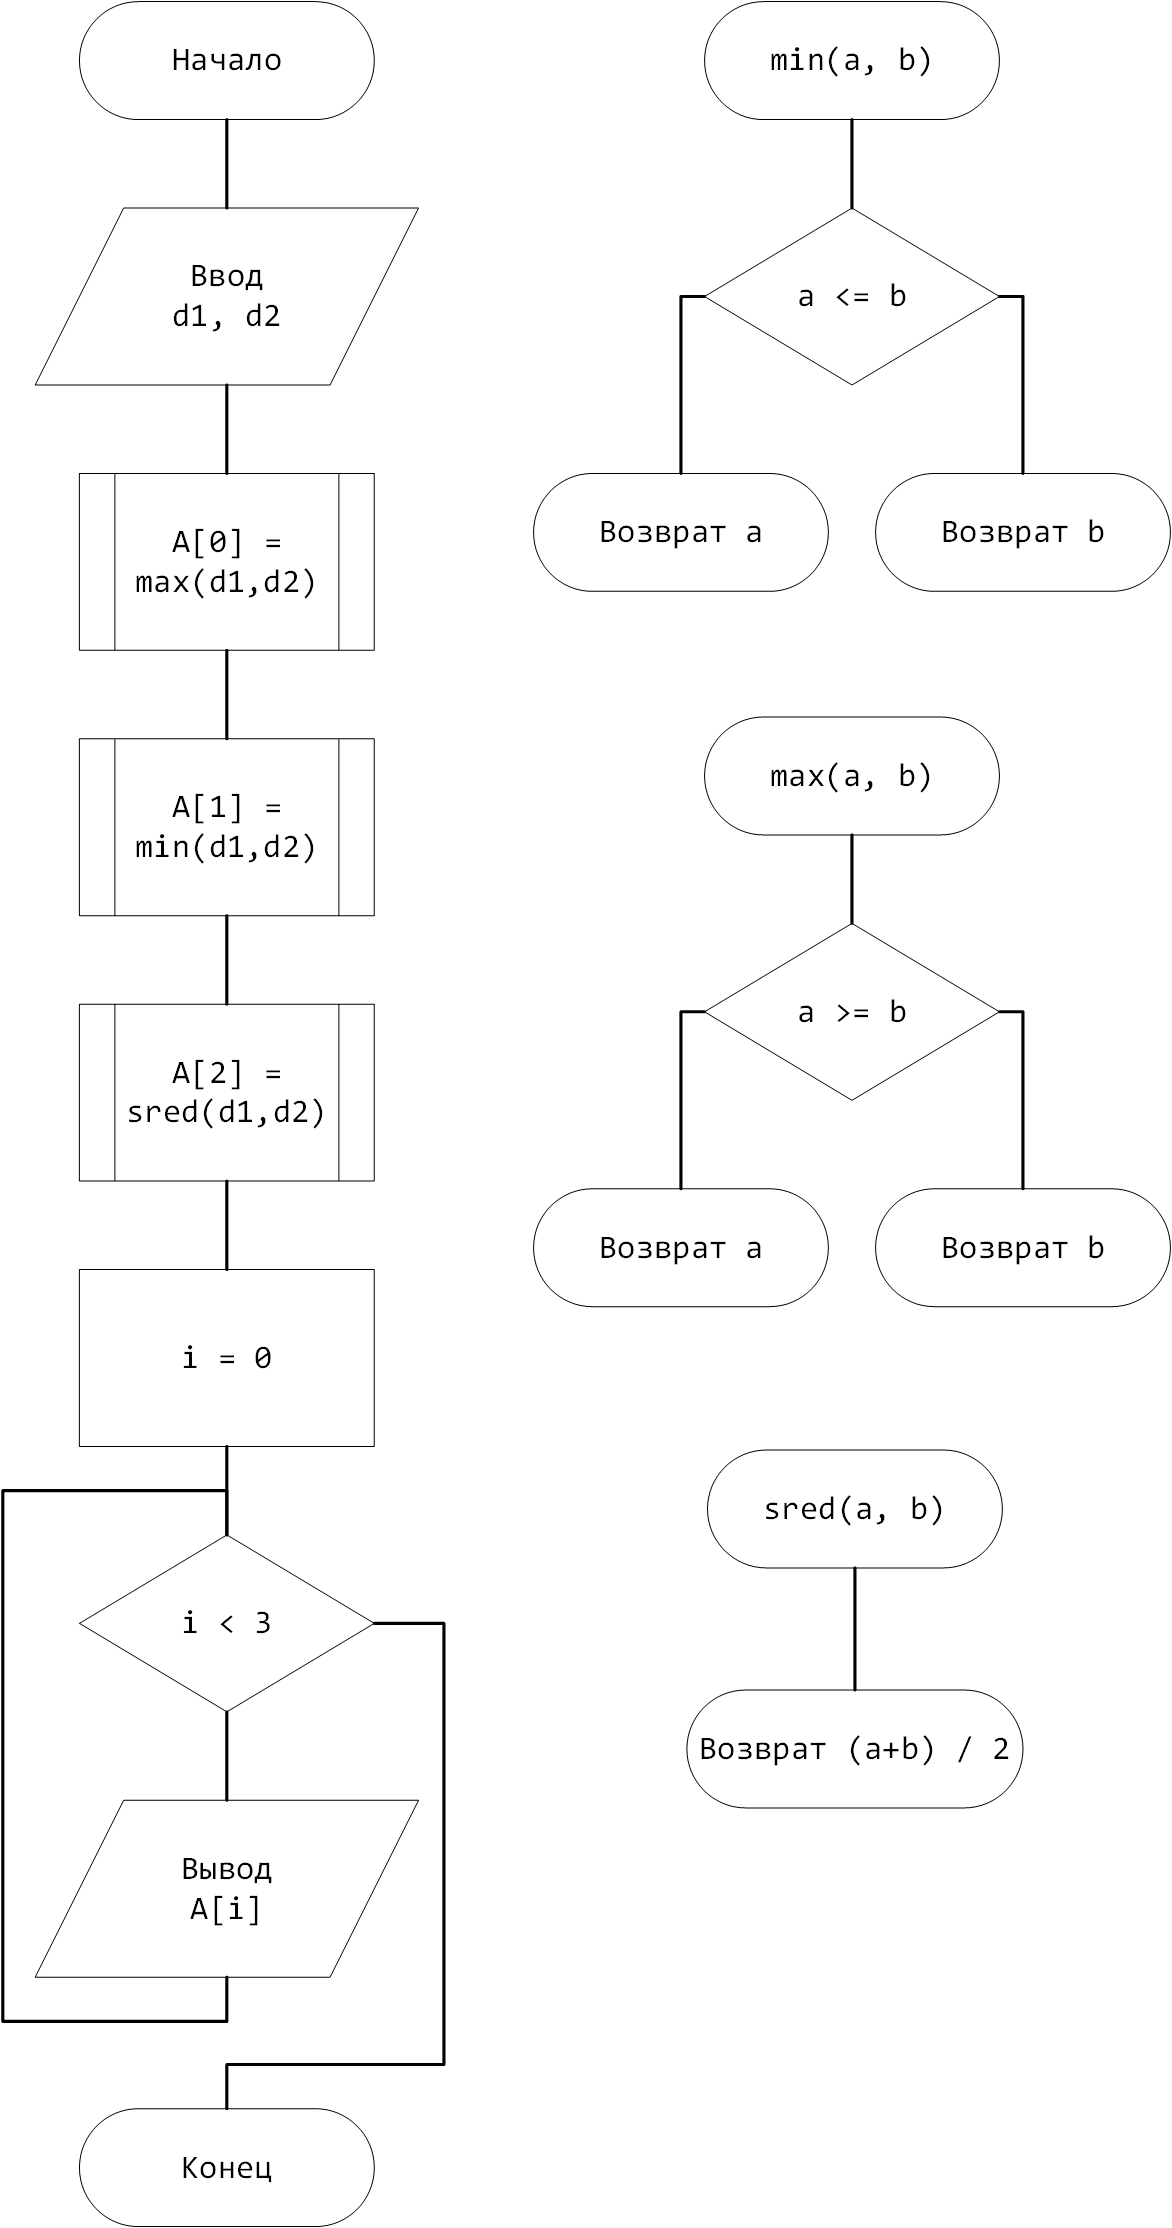 Начало
Ввод
d1, d2
A[0] =
max(d1,d2)
A[1] =
min(d1,d2)
A[2] =
sred(d1,d2)
i = 0
i < 3
Вывод
A[i]
Конец
min(a, b)
a <= b
Возврат a
Возврат b
max(a, b)
a >= b
Возврат a
Возврат b
sred(a, b)
Возврат (a+b) / 2